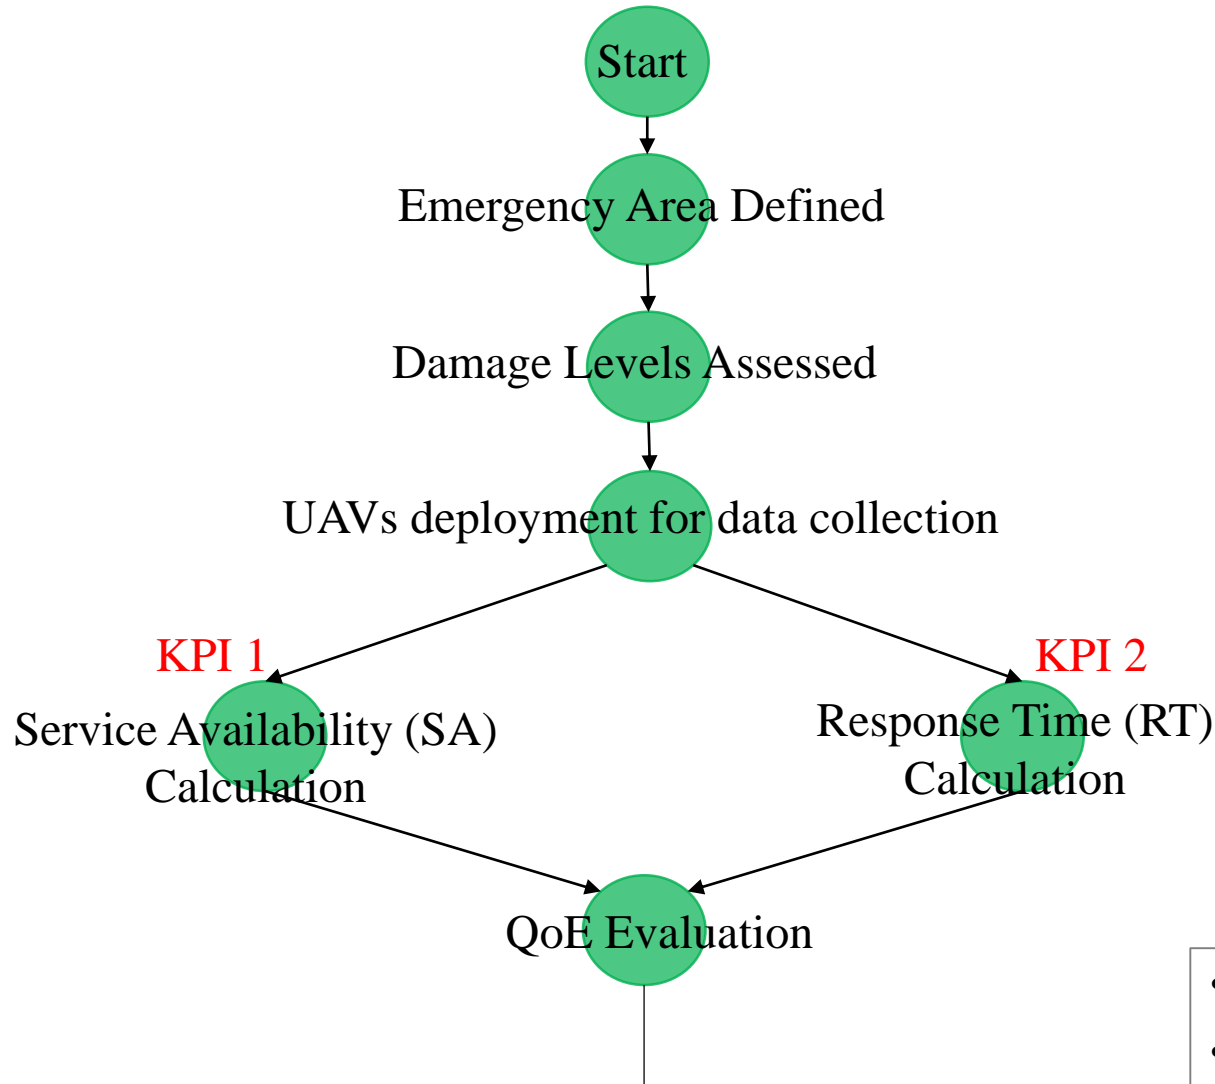 Start
Emergency Area Defined
Damage Levels Assessed
UAVs deployment for data collection
KPI 1
KPI 2
Service Availability (SA)
Calculation
Response Time (RT)
Calculation
QoE Evaluation